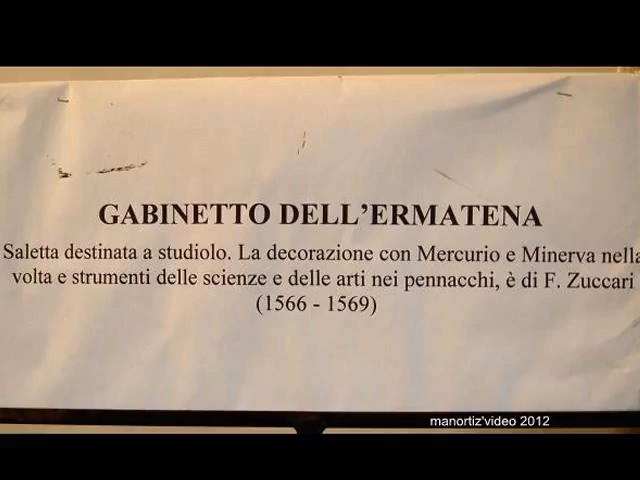 GABINETTO DELL'ERMATENA
Saletta destinata a studiolo. La decorazione con Mercurio e Minerva nella
volta e strumenti delle scienze e delle arti nei pennacchi, è di F. Zuccari
(1566 - 1569)
manortiz'video 2012